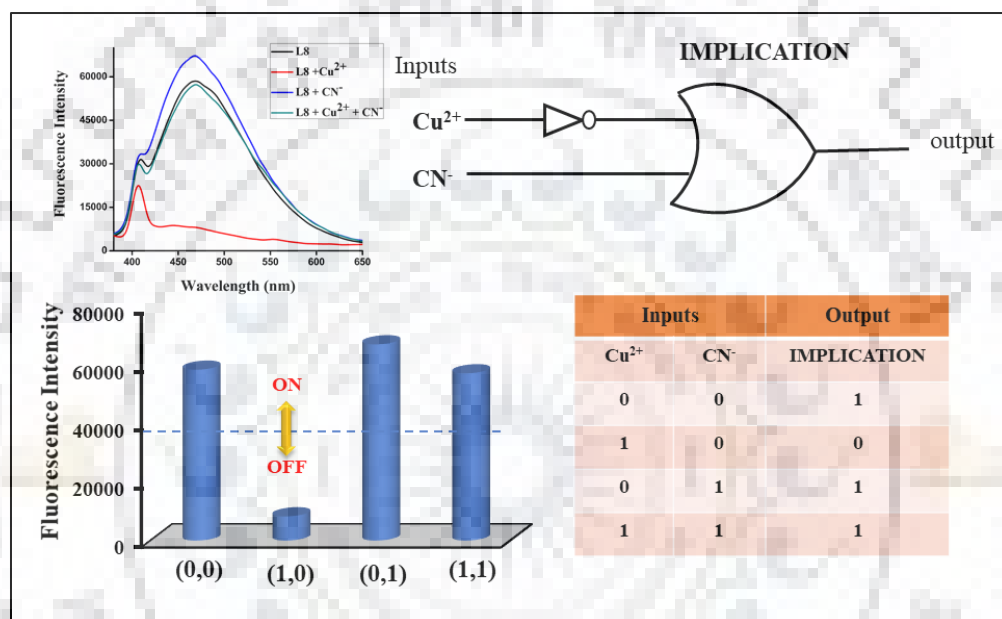 L8
L8 +Cu²⁺
L8 + CN⁻
L8 + Cu²⁺ + CN⁻
Fluorescence Intensity
60000
45000
30000
15000
0
400 450 500 550 600 650
Wavelength (nm)
IMPLICATION
Inputs
Cu²⁺
CN⁻
output
Fluorescence Intensity
80000
60000
40000
20000
0
ON
OFF
(0,0) (1,0) (0,1) (1,1)
Inputs Output
Cu²⁺ CN⁻ IMPLICATION
0 0 1
1 0 0
0 1 1
1 1 1